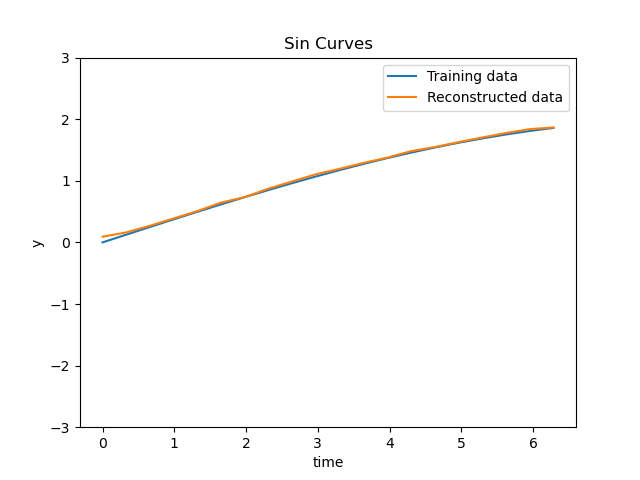 Sin Curves
Training data
Reconstructed data
3
2
1
0
−1
−2
−3
y
0 1 2 3 4 5 6
time